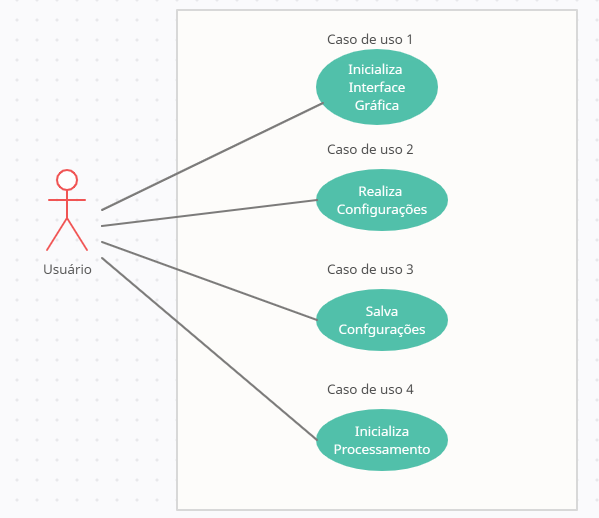 Caso de uso 1
Inicializa
Interface
Gráfica
Caso de uso 2
Realiza
Configurações
Caso de uso 3
Salva
Confgurações
Caso de uso 4
Inicializa
Processamento
Usuário